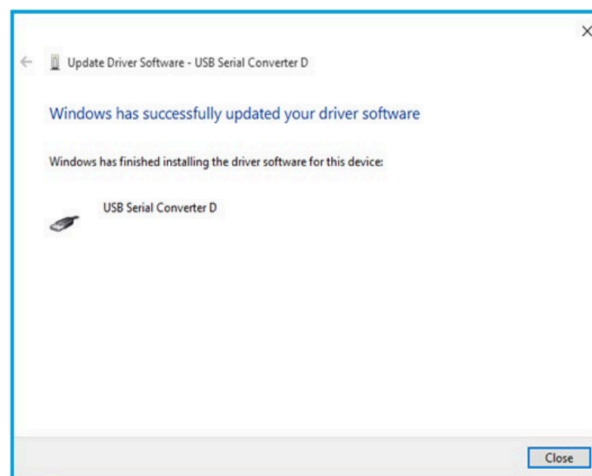 Update Driver Software - USB Serial Converter D
Windows has successfully updated your driver software
Windows has finished installing the driver software for this device:
USB Serial Converter D
Close